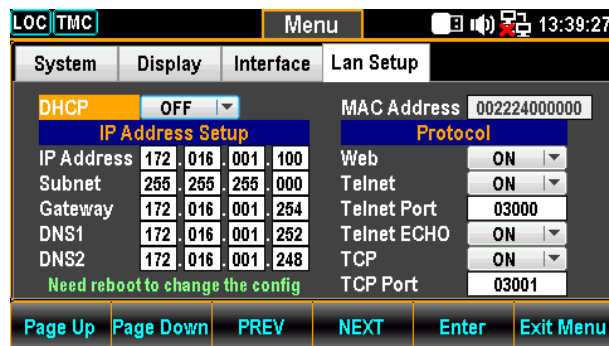 LOC TMC Menu 13:39:27
System Display Interface Lan Setup
DHCP OFF MAC Address 002224000000
IP Address Setup Protocol
IP Address 172 . 016 . 001 . 100 Web ON
Subnet 255 . 255 . 255 . 000 Telnet ON
Gateway 172 . 016 . 001 . 254 Telnet Port 03000
DNS1 172 . 016 . 001 . 252 Telnet ECHO ON
DNS2 172 . 016 . 001 . 248 TCP ON
Need reboot to change the config TCP Port 03001
Page Up Page Down PREV NEXT Enter Exit Menu